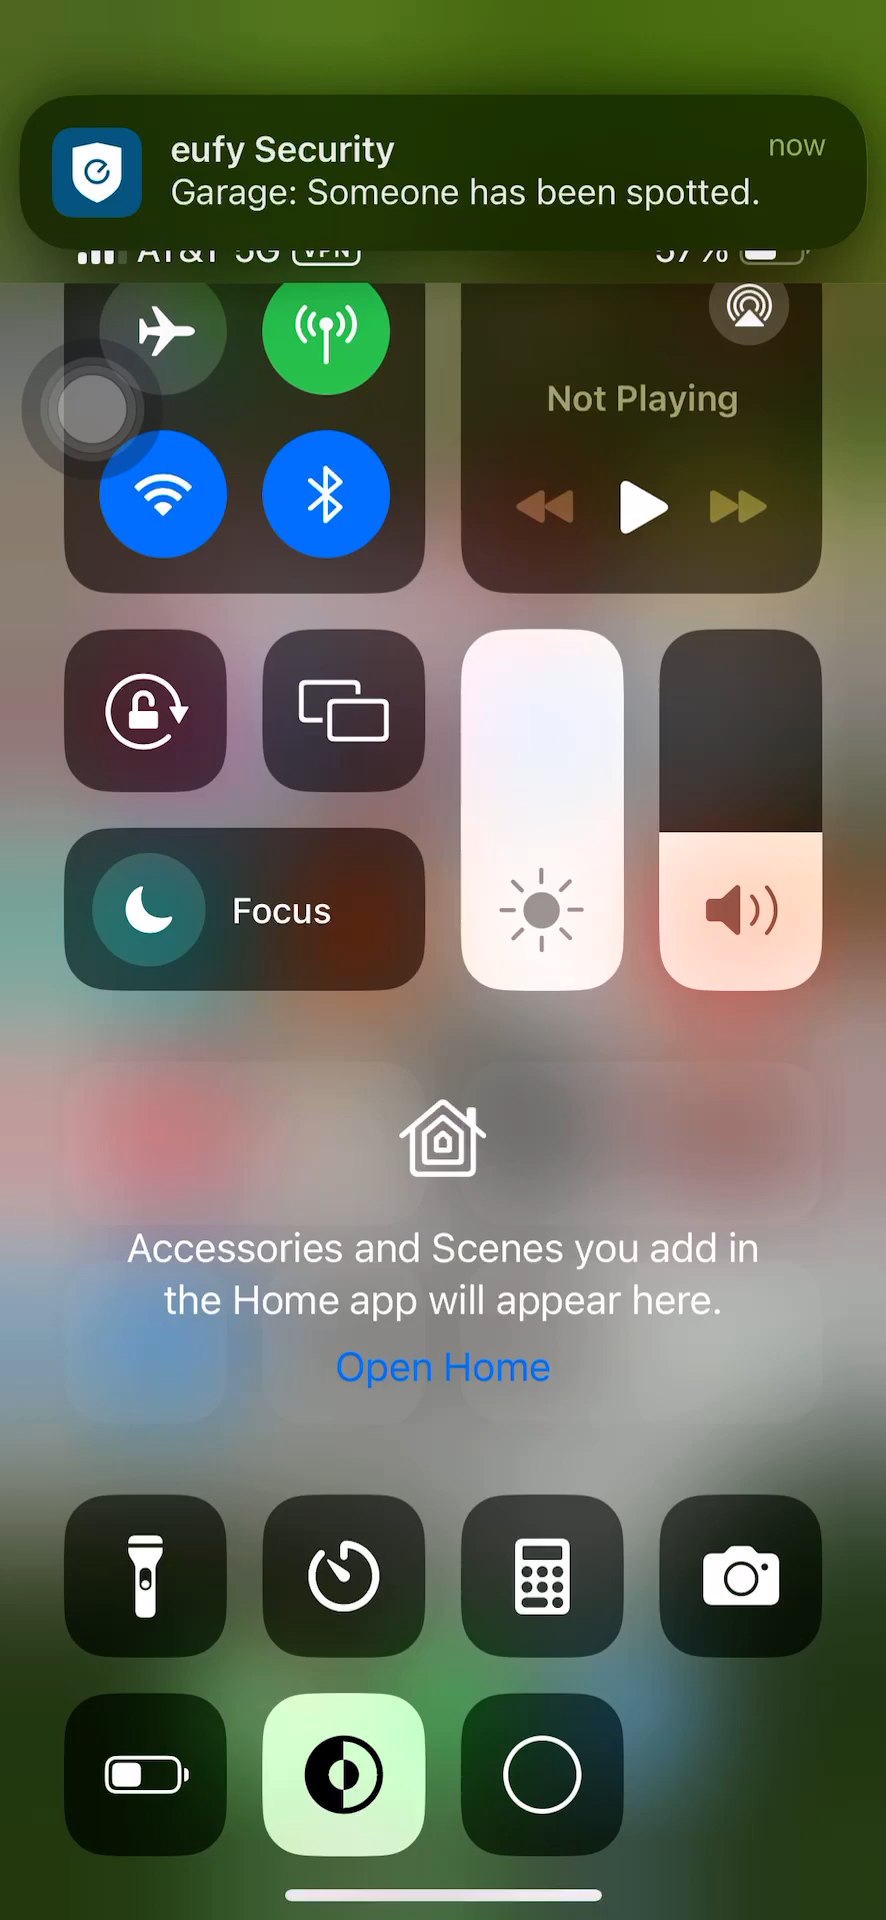 eufy Security
now
Garage: Someone has been spotted.
AT&T 5G VPN
57%
Not Playing
Focus
Accessories and Scenes you add in
the Home app will appear here.
Open Home